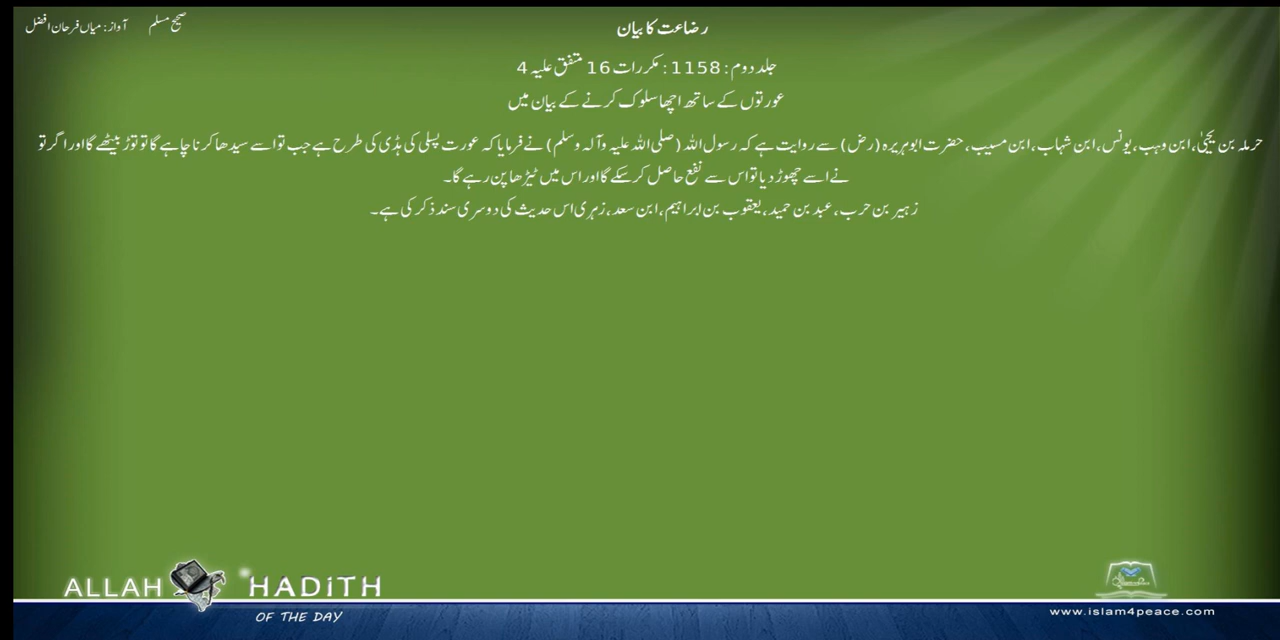 صحیح مسلم آواز: میاں فرحان افضل
رضاعت کا بیان
جلد دوم : 1158 : مکررات 16 متفق علیہ 4
عورتوں کے ساتھ اچھا سلوک کرنے کے بیان میں
حرملہ بن یحیٰ، ابن وہب، یونس، ابن شہاب، ابن مسیب، حضرت ابوہریرہ (رض) سے روایت ہے کہ رسول اللہ (صلی اللہ علیہ وآلہ وسلم) نے فرمایا کہ عورت پسلی کی ہڈی کی طرح ہے جب تو اسے سیدھا کرنا چاہے گا تو توڑ بیٹھے گا اور اگر تو
نے اسے چھوڑ دیا تو اس سے نفع حاصل کر سکے گا اور اس میں ٹیڑھا پن رہے گا۔
زہیر بن حرب، عبد بن حمید، یعقوب بن ابراہیم، ابن سعد، زہری اس حدیث کی دوسری سند ذکر کی ہے۔
ALLAH HADITH
OF THE DAY
www.islam4peace.com